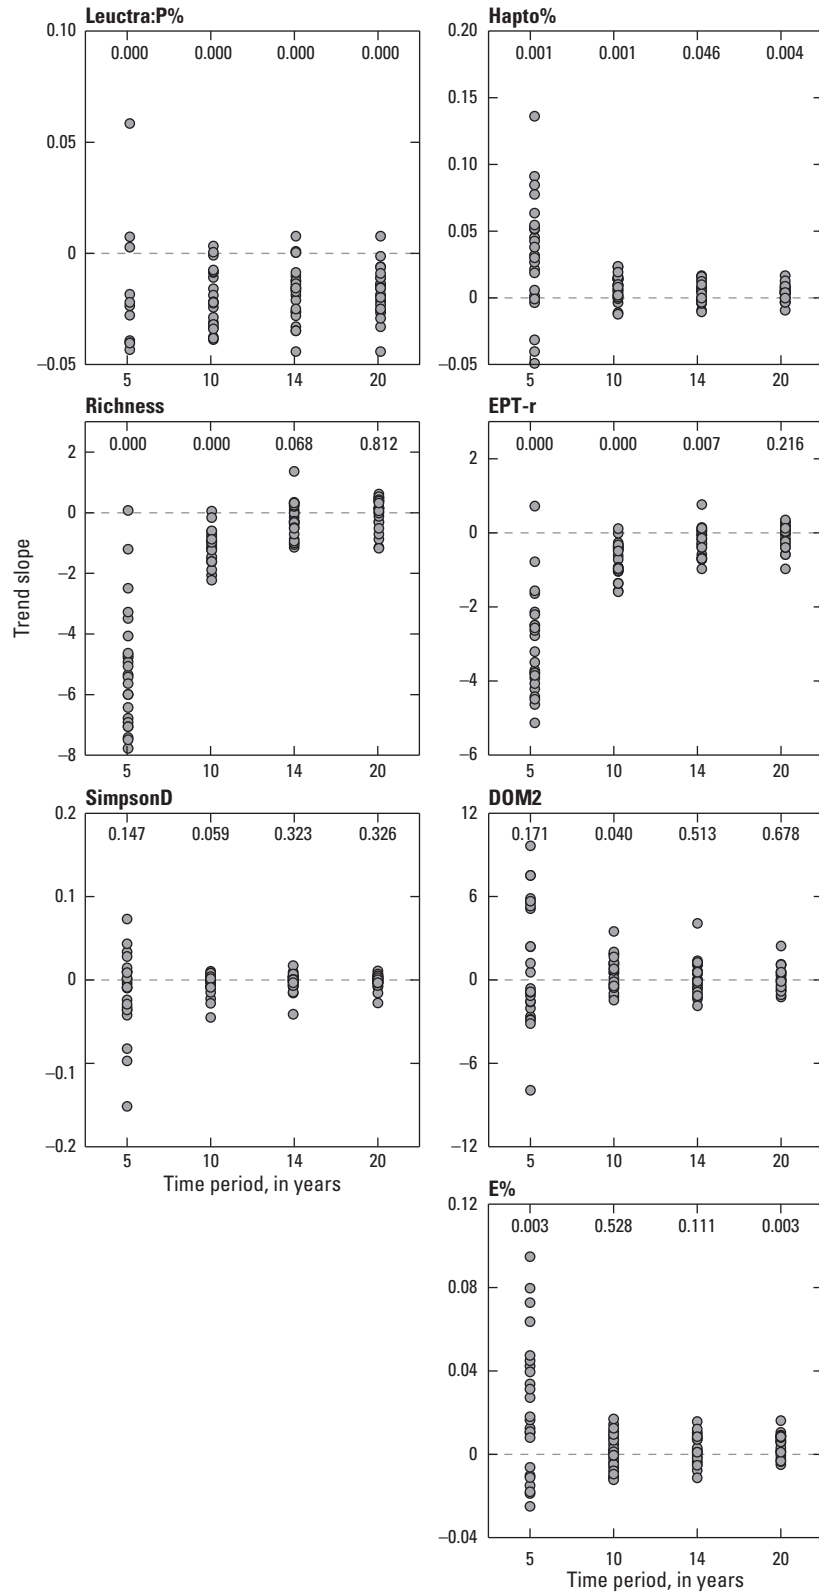 Leuctra:P%
0.10
0.000 0.000 0.000 0.000
0.05
0
−0.05
5 10 14 20
Hapto%
0.20
0.001 0.001 0.046 0.004
0.15
0.10
0.05
0
−0.05
5 10 14 20
Richness
0.000 0.000 0.068 0.812
2
0
−2
−4
−6
−8
5 10 14 20
Trend slope
EPT-r
0.000 0.000 0.007 0.216
2
0
−2
−4
−6
5 10 14 20
SimpsonD
0.2
0.147 0.059 0.323 0.326
0.1
0
−0.1
−0.2
5 10 14 20
Time period, in years
DOM2
12
0.171 0.040 0.513 0.678
6
0
−6
−12
5 10 14 20
E%
0.12
0.003 0.528 0.111 0.003
0.08
0.04
0
−0.04
5 10 14 20
Time period, in years